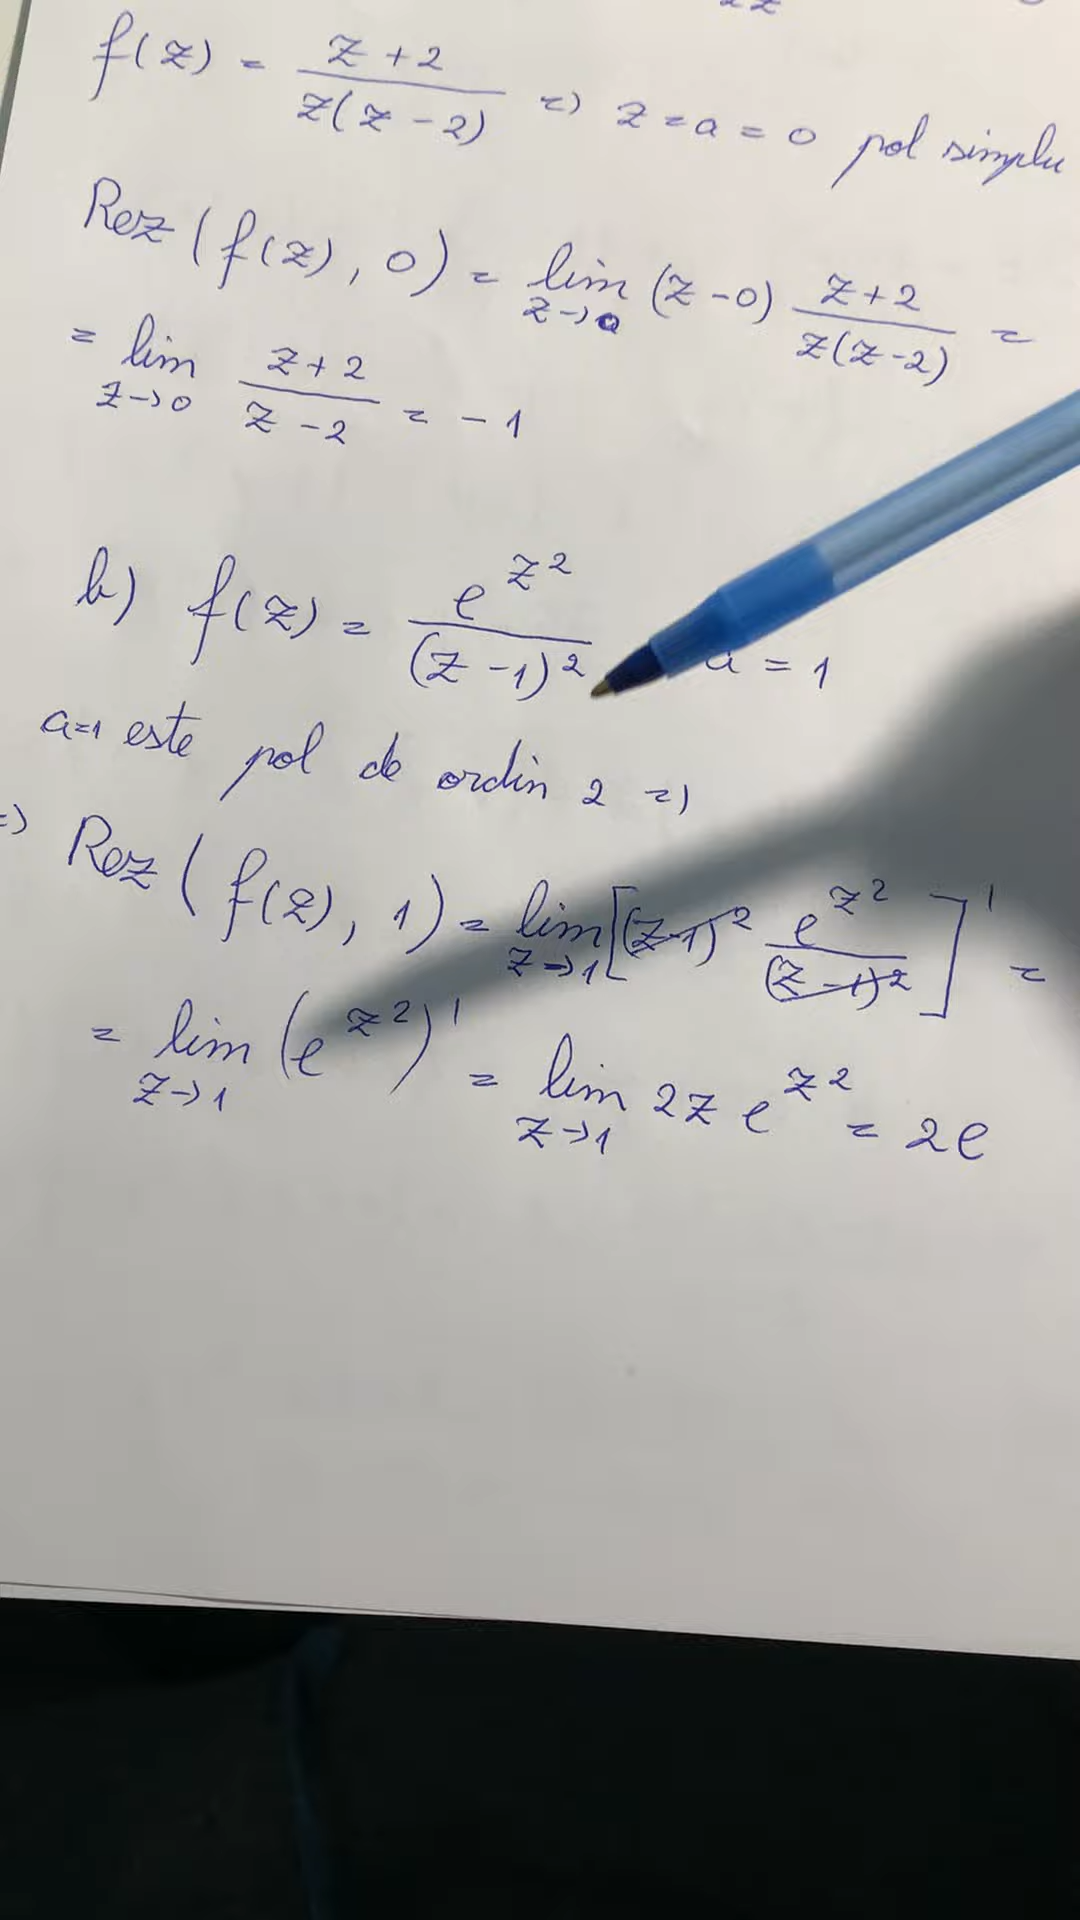 2z
f(z) = z+2 / z(z-2) => z=a=0 pol simplu
Rez (f(z), 0) = lim z→0 (z-0) z+2 / z(z-2) =
= lim z→0 z+2 / z-2 = -1
b) f(z) = e^z² / (z-1)² a=1
a=1 este pol de ordin 2 =>
=> Rez (f(z), 1) = lim z→1 [(z-1)² e^z² / (z-1)²]' =
= lim z→1 (e^z²)' = lim z→1 2z e^z² = 2e